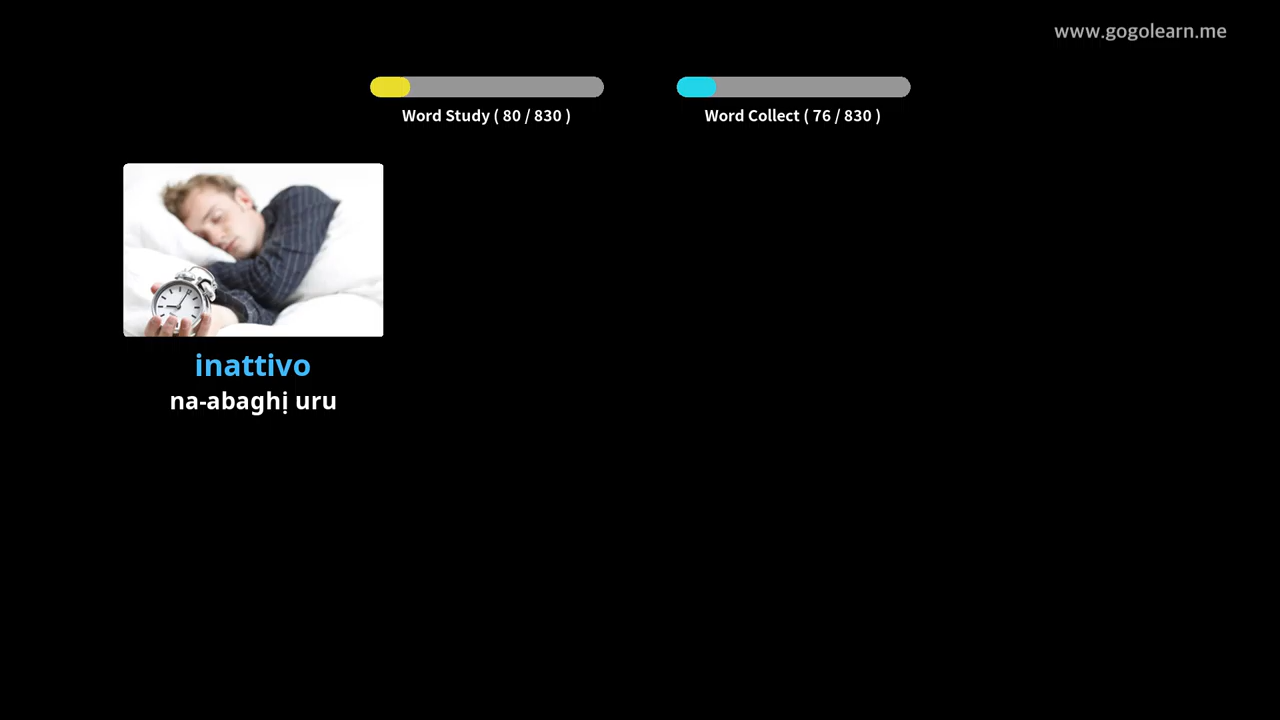 www.gogolearn.me
Word Study ( 80 / 830 )
Word Collect ( 76 / 830 )
inattivo
na-abaghị uru